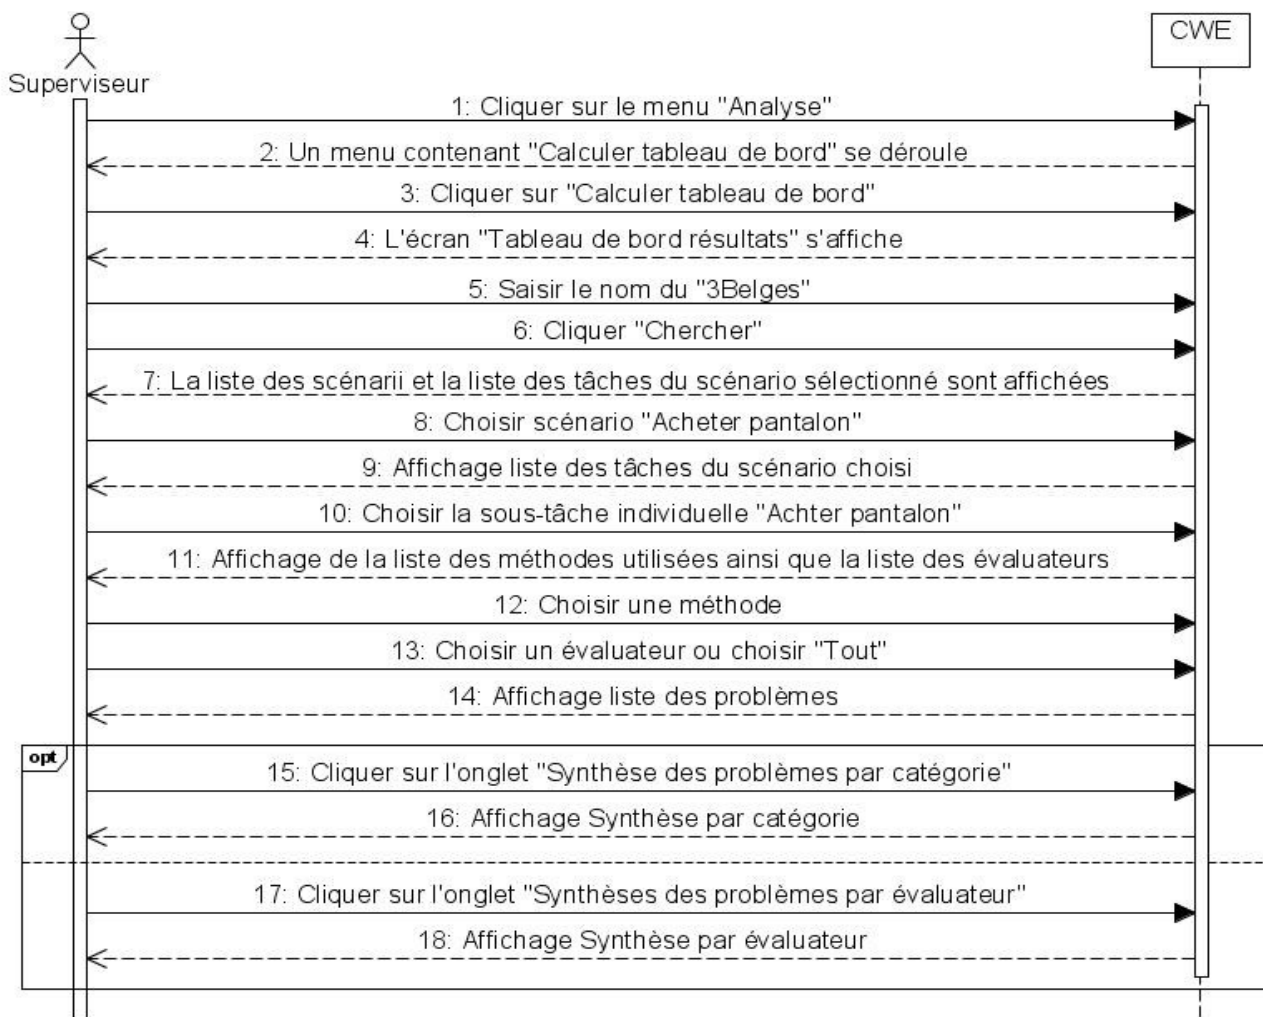 CWE
Superviseur
1: Cliquer sur le menu "Analyse"
2: Un menu contenant "Calculer tableau de bord" se déroule
3: Cliquer sur "Calculer tableau de bord"
4: L'écran "Tableau de bord résultats" s'affiche
5: Saisir le nom du "3Belges"
6: Cliquer "Chercher"
7: La liste des scénarii et la liste des tâches du scénario sélectionné sont affichées
8: Choisir scénario "Acheter pantalon"
9: Affichage liste des tâches du scénario choisi
10: Choisir la sous-tâche individuelle "Achter pantalon"
11: Affichage de la liste des méthodes utilisées ainsi que la liste des évaluateurs
12: Choisir une méthode
13: Choisir un évaluateur ou choisir "Tout"
14: Affichage liste des problèmes
opt
15: Cliquer sur l'onglet "Synthèse des problèmes par catégorie"
16: Affichage Synthèse par catégorie
17: Cliquer sur l'onglet "Synthèses des problèmes par évaluateur"
18: Affichage Synthèse par évaluateur